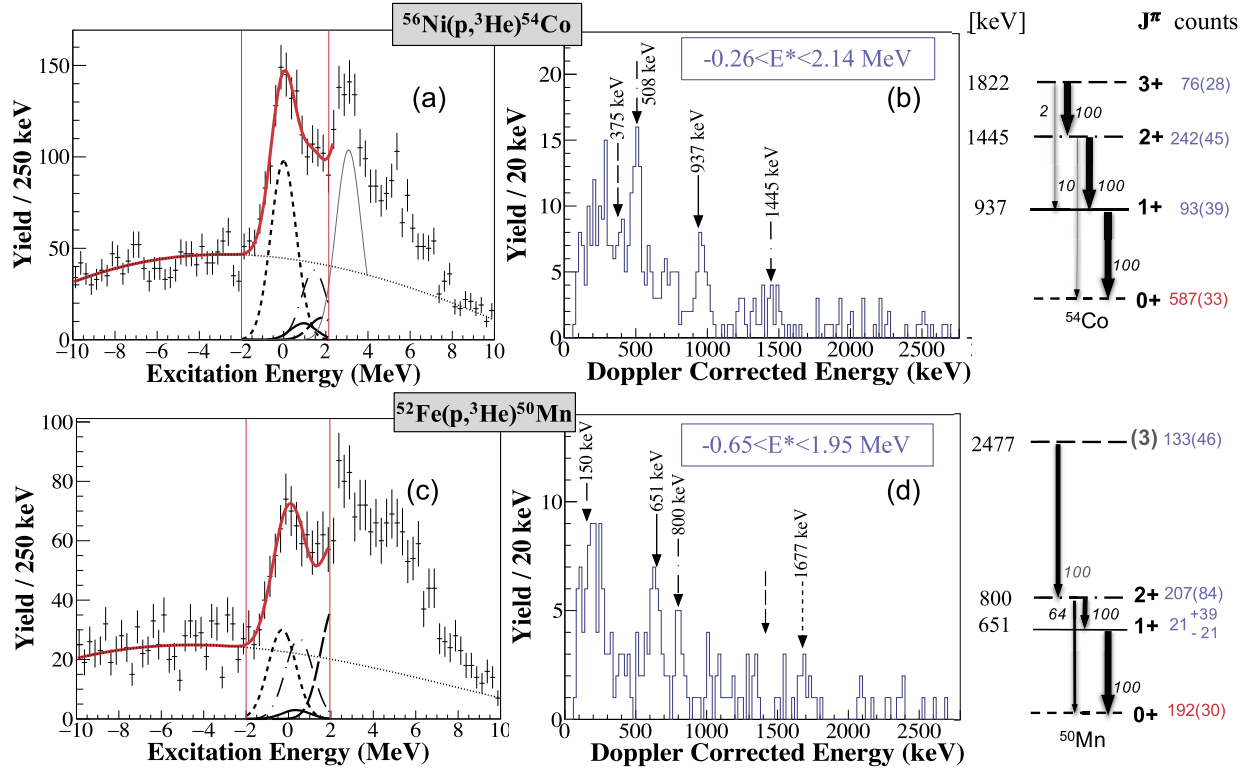 ⁵⁶Ni(p,³He)⁵⁴Co
Yield / 250 keV
150
100
50
0
(a)
−10 −8 −6 −4 −2 0 2 4 6 8 10
Excitation Energy (MeV)
Yield / 20 keV
20
15
10
5
0
-0.26<E*<2.14 MeV
(b)
375 keV
508 keV
937 keV
1445 keV
0 500 1000 1500 2000 2500
Doppler Corrected Energy (keV)
[keV] Jπ counts
1822 3+ 76(28)
2 100
1445 2+ 242(45)
10 100
937 1+ 93(39)
100
0+ 587(33)
⁵⁴Co
⁵²Fe(p,³He)⁵⁰Mn
Yield / 250 keV
100
80
60
40
20
0
(c)
−10 −8 −6 −4 −2 0 2 4 6 8 10
Excitation Energy (MeV)
Yield / 20 keV
10
5
0
-0.65<E*<1.95 MeV
(d)
150 keV
651 keV
800 keV
1677 keV
0 500 1000 1500 2000 2500
Doppler Corrected Energy (keV)
2477 (3) 133(46)
100
800 2+ 207(84)
64 100
651 1+ 21 +39 -21
100
0+ 192(30)
⁵⁰Mn